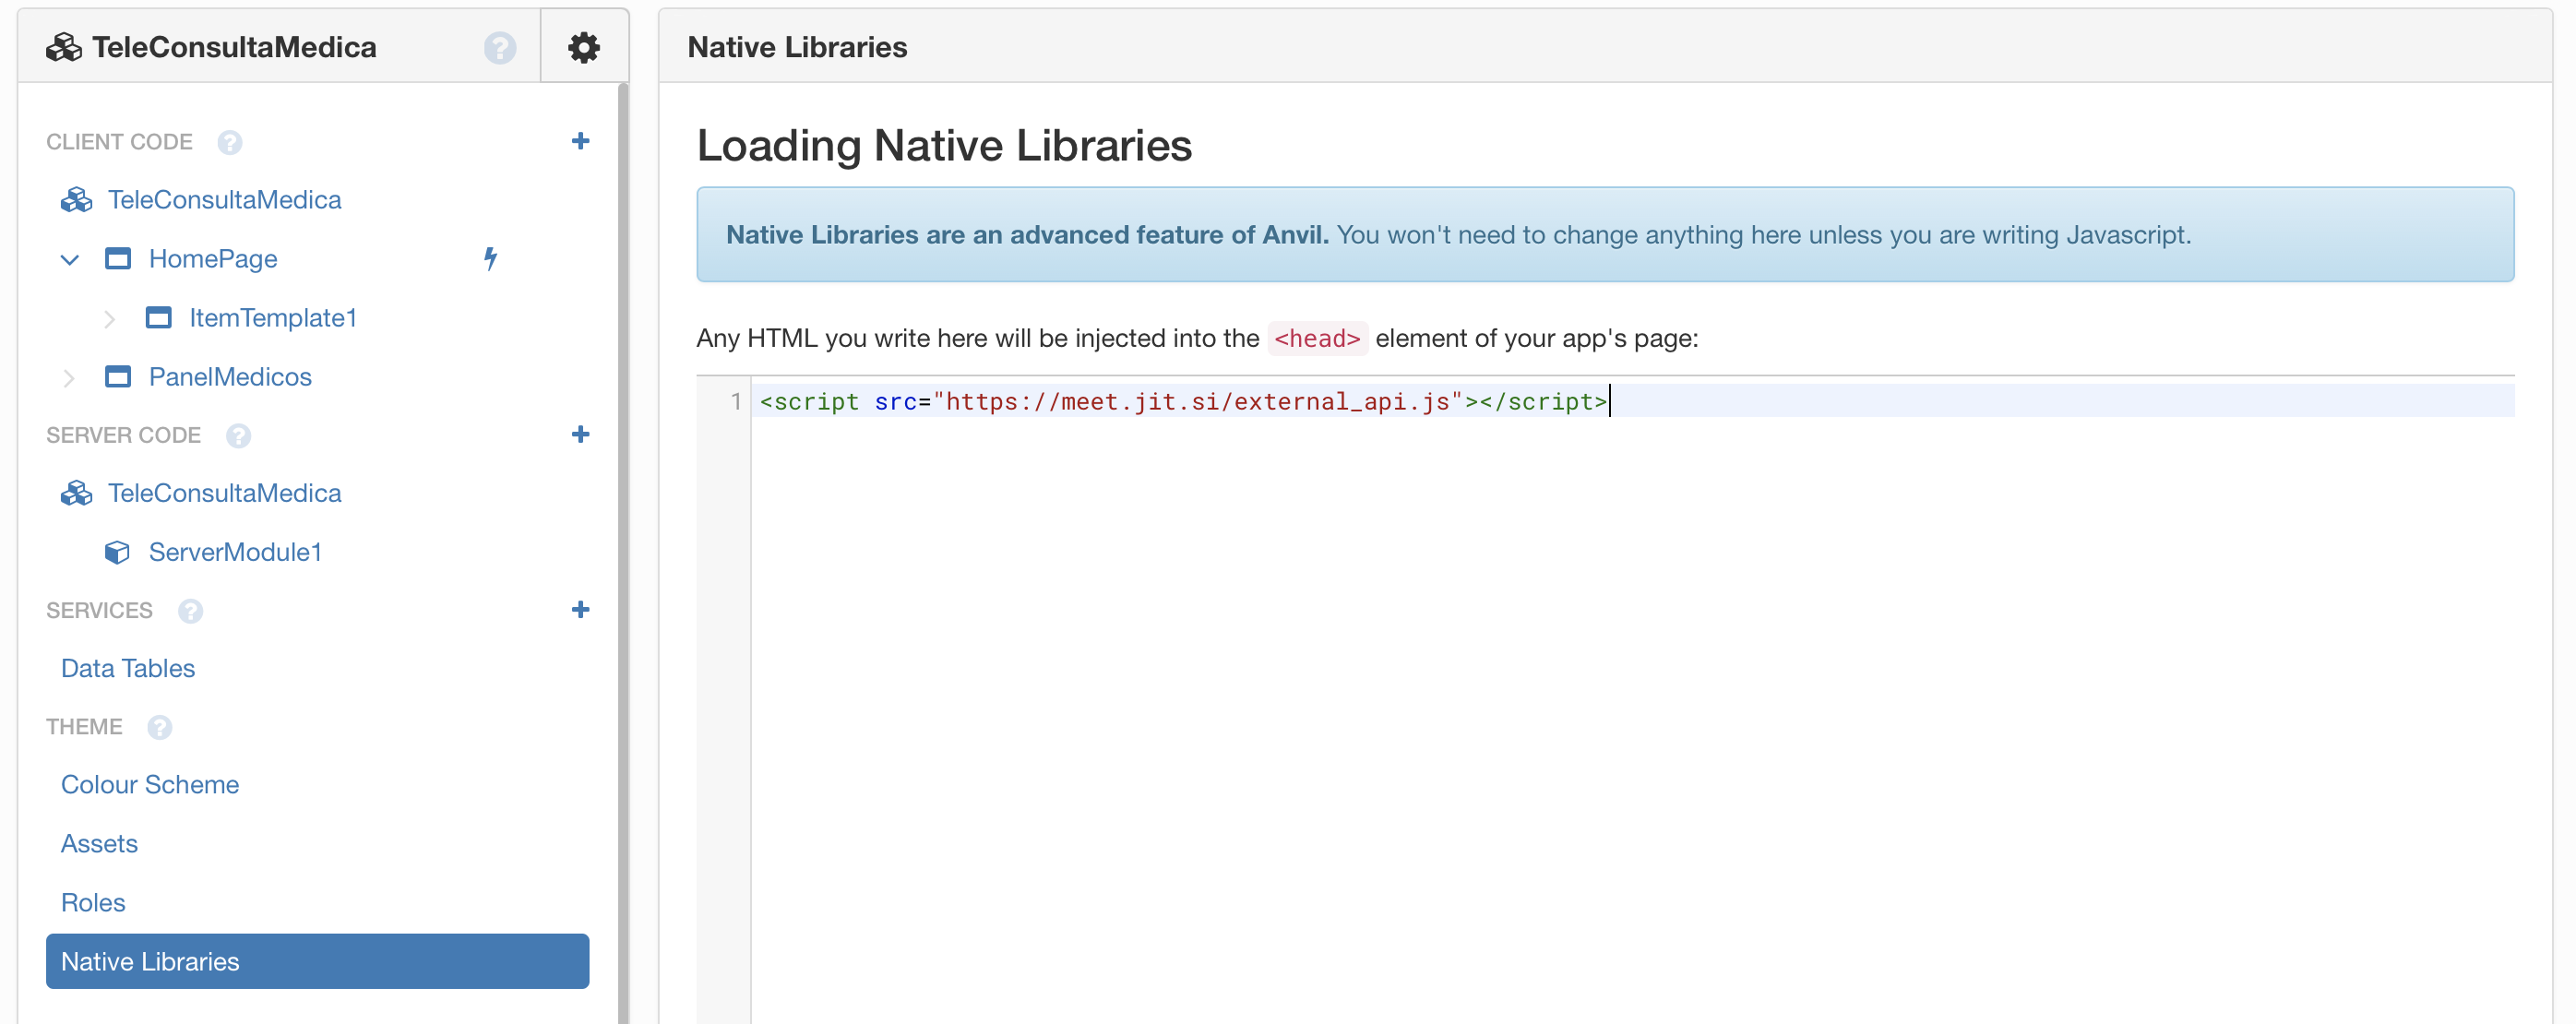 TeleConsultaMedica ?
CLIENT CODE ? +
TeleConsultaMedica
HomePage
ItemTemplate1
PanelMedicos
SERVER CODE ? +
TeleConsultaMedica
ServerModule1
SERVICES ? +
Data Tables
THEME ?
Colour Scheme
Assets
Roles
Native Libraries
Native Libraries
Loading Native Libraries
Native Libraries are an advanced feature of Anvil. You won't need to change anything here unless you are writing Javascript.
Any HTML you write here will be injected into the <head> element of your app's page:
1 <script src="https://meet.jit.si/external_api.js"></script>